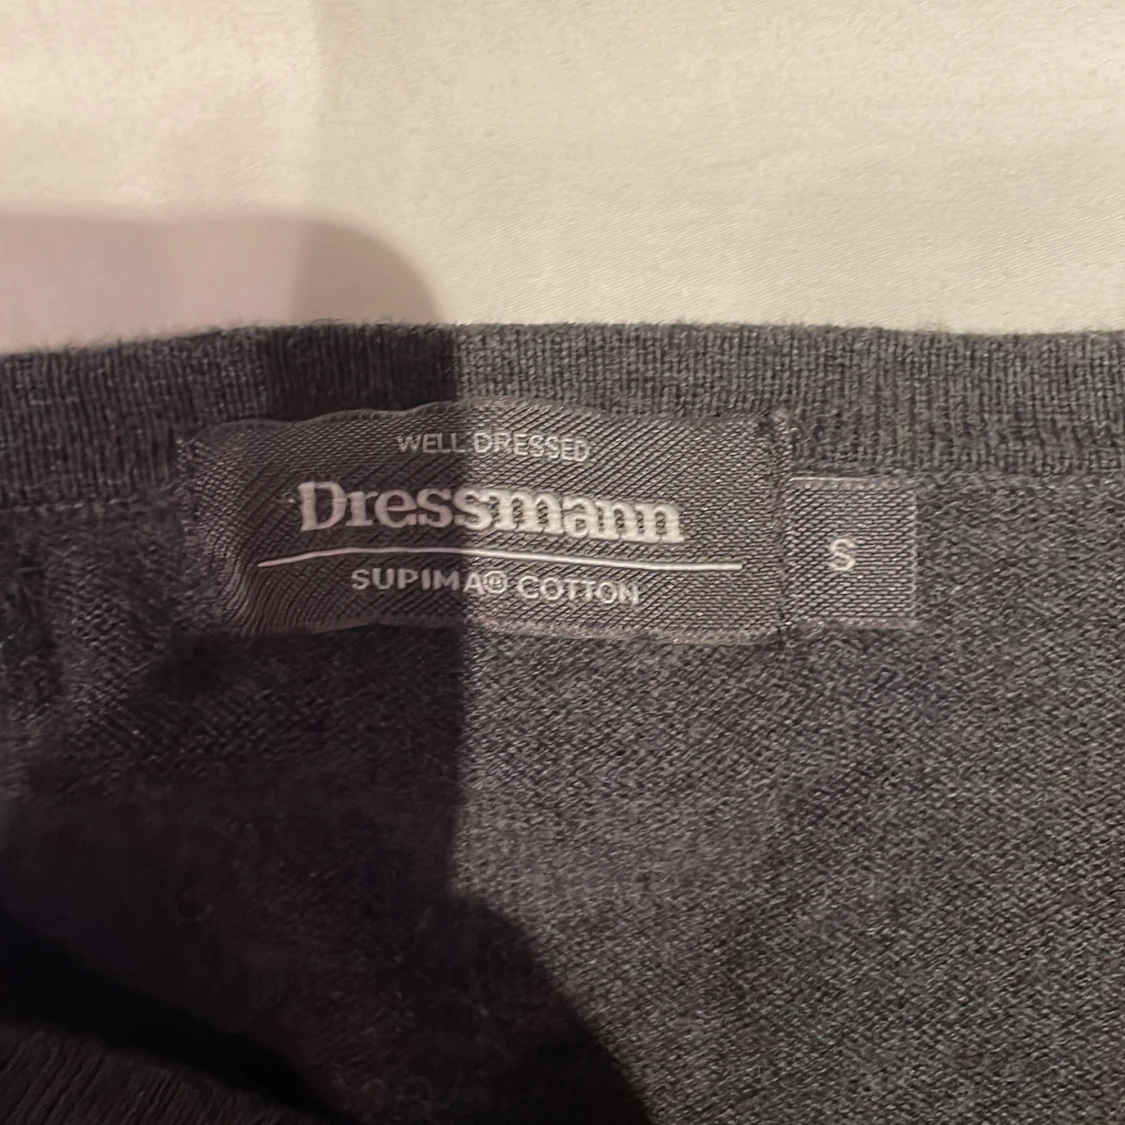 WELL DRESSED
Dressmann
SUPIMA® COTTON
S